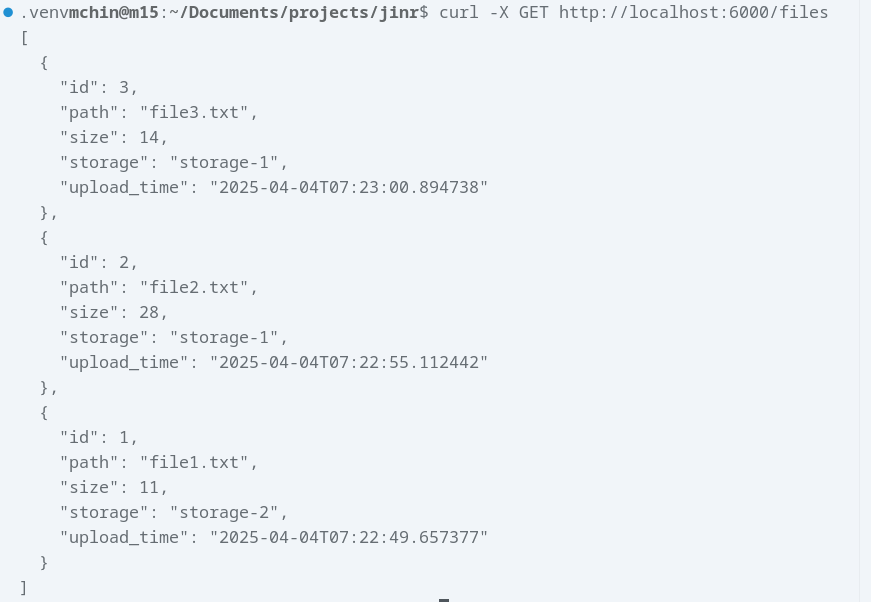 .venvmchin@m15:~/Documents/projects/jinr$ curl -X GET http://localhost:6000/files
[
  {
    "id": 3,
    "path": "file3.txt",
    "size": 14,
    "storage": "storage-1",
    "upload_time": "2025-04-04T07:23:00.894738"
  },
  {
    "id": 2,
    "path": "file2.txt",
    "size": 28,
    "storage": "storage-1",
    "upload_time": "2025-04-04T07:22:55.112442"
  },
  {
    "id": 1,
    "path": "file1.txt",
    "size": 11,
    "storage": "storage-2",
    "upload_time": "2025-04-04T07:22:49.657377"
  }
]